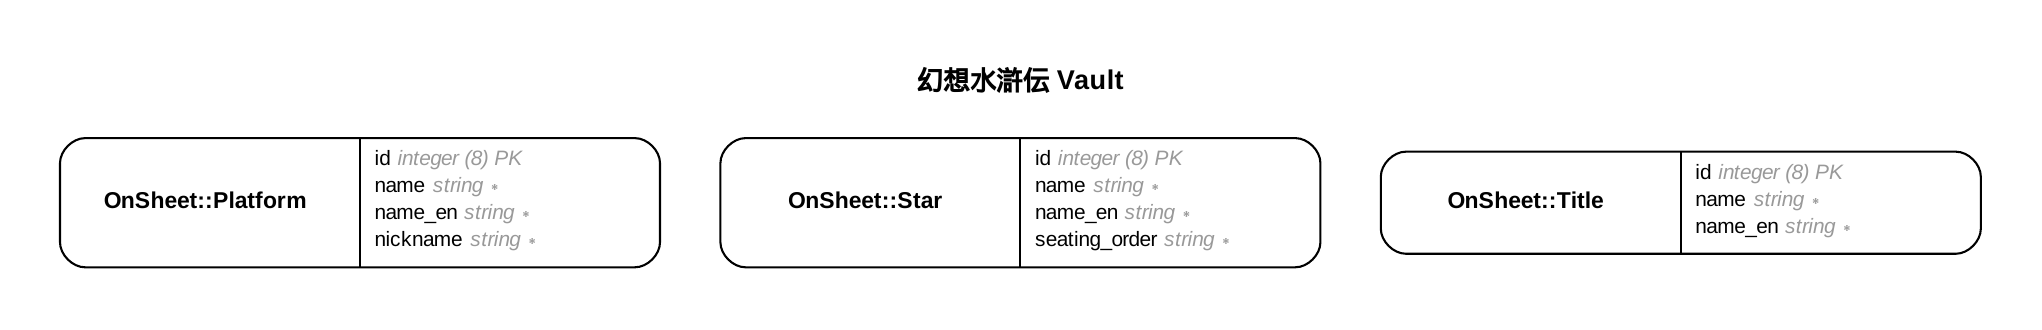 幻想水滸伝 Vault
OnSheet::Platform
id integer (8) PK
name string *
name_en string *
nickname string *
OnSheet::Star
id integer (8) PK
name string *
name_en string *
seating_order string *
OnSheet::Title
id integer (8) PK
name string *
name_en string *